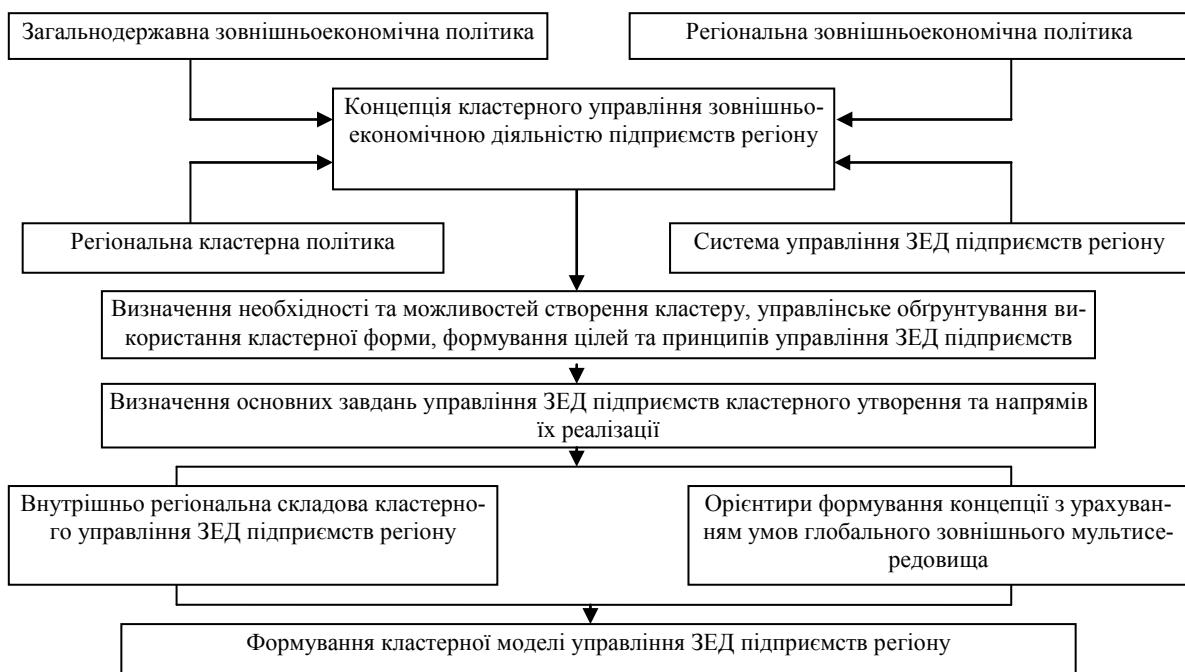 Загальнодержавна зовнішньоекономічна політика
Регіональна зовнішньоекономічна політика
Концепція кластерного управління зовнішньо-
економічною діяльністю підприємств регіону
Регіональна кластерна політика
Система управління ЗЕД підприємств регіону
Визначення необхідності та можливостей створення кластеру, управлінське обґрунтування ви-
користання кластерної форми, формування цілей та принципів управління ЗЕД підприємств
Визначення основних завдань управління ЗЕД підприємств кластерного утворення та напрямів
їх реалізації
Внутрішньо регіональна складова кластерно-
го управління ЗЕД підприємств регіону
Орієнтири формування концепції з урахуван-
ням умов глобального зовнішнього мультисе-
редовища
Формування кластерної моделі управління ЗЕД підприємств регіону